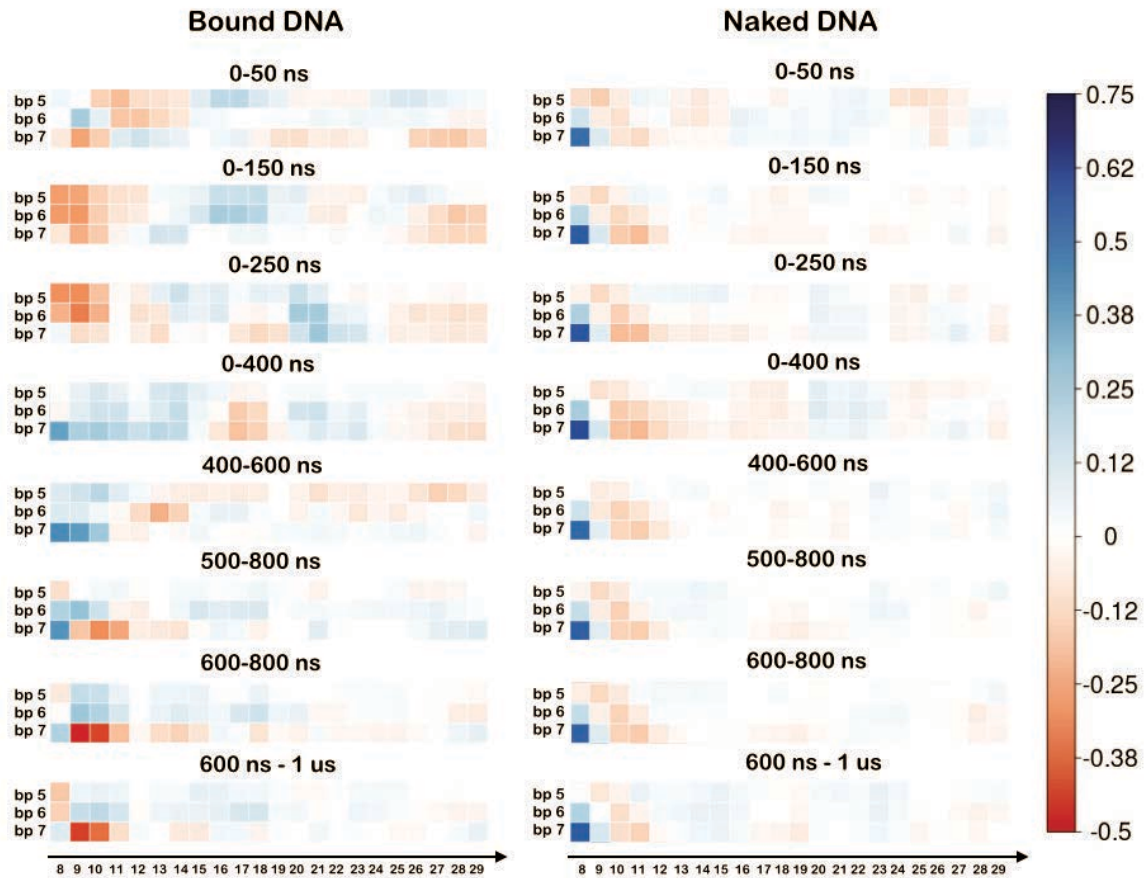 Bound DNA
Naked DNA
0-50 ns
bp 5
bp 6
bp 7
0-150 ns
bp 5
bp 6
bp 7
0-250 ns
bp 5
bp 6
bp 7
0-400 ns
bp 5
bp 6
bp 7
400-600 ns
bp 5
bp 6
bp 7
500-800 ns
bp 5
bp 6
bp 7
600-800 ns
bp 5
bp 6
bp 7
600 ns - 1 us
bp 5
bp 6
bp 7
8 9 10 11 12 13 14 15 16 17 18 19 20 21 22 23 24 25 26 27 28 29
0-50 ns
bp 5
bp 6
bp 7
0-150 ns
bp 5
bp 6
bp 7
0-250 ns
bp 5
bp 6
bp 7
0-400 ns
bp 5
bp 6
bp 7
400-600 ns
bp 5
bp 6
bp 7
500-800 ns
bp 5
bp 6
bp 7
600-800 ns
bp 5
bp 6
bp 7
600 ns - 1 us
bp 5
bp 6
bp 7
8 9 10 11 12 13 14 15 16 17 18 19 20 21 22 23 24 25 26 27 28 29
0.75
0.62
0.5
0.38
0.25
0.12
0
-0.12
-0.25
-0.38
-0.5